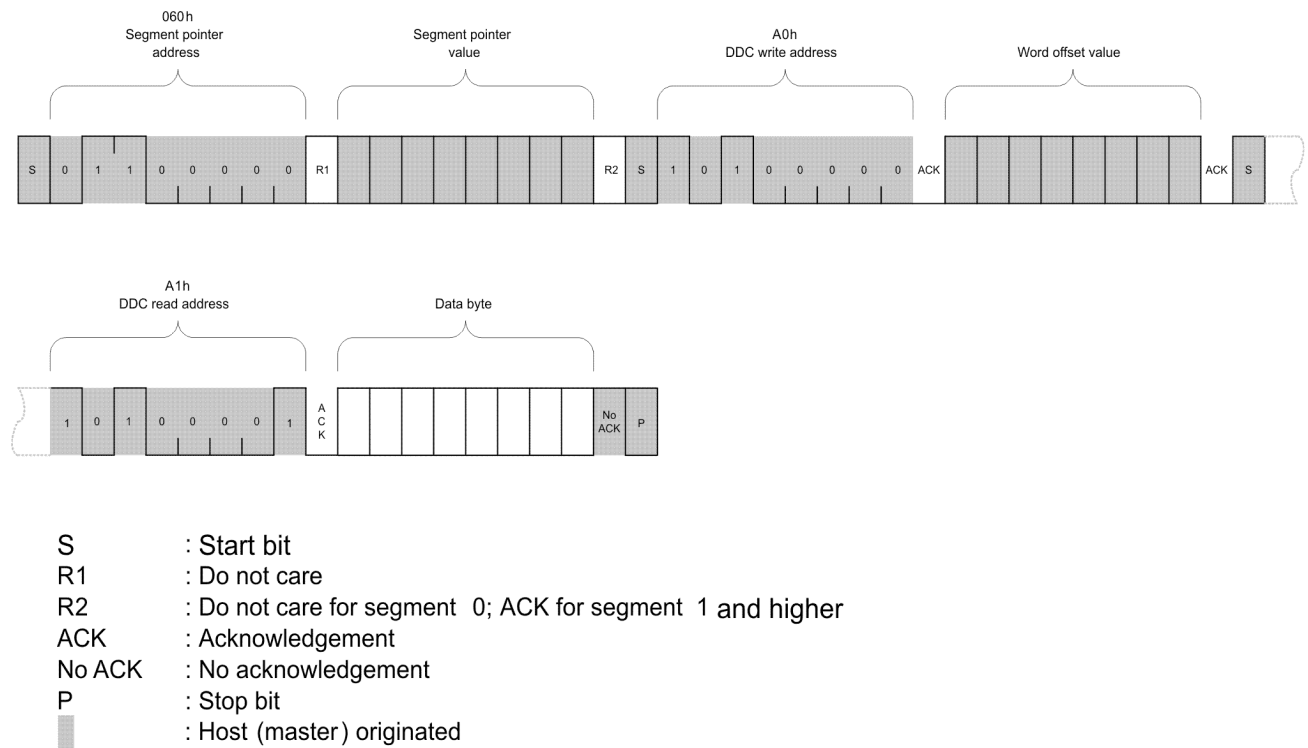 060h
Segment pointer
address
Segment pointer
value
A0h
DDC write address
Word offset value
S 0 1 1 0 0 0 0 0 R1 R2 S 1 0 1 0 0 0 0 0 ACK ACK S
A1h
DDC read address
Data byte
1 0 1 0 0 0 0 1 ACK No ACK P
S : Start bit
R1 : Do not care
R2 : Do not care for segment 0; ACK for segment 1 and higher
ACK : Acknowledgement
No ACK : No acknowledgement
P : Stop bit
: Host (master) originated